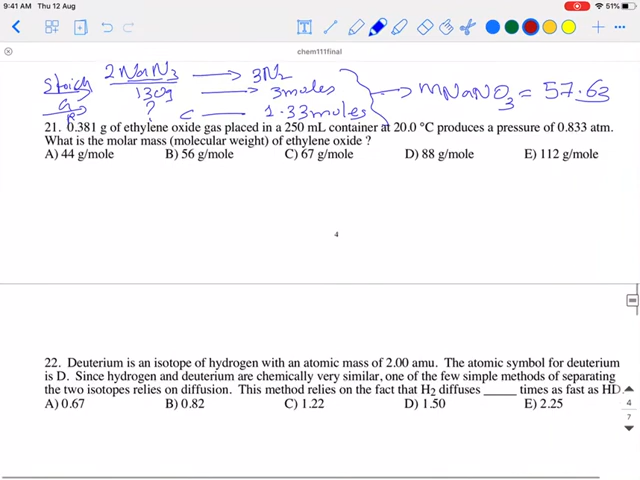 9:41 AM Thu 12 Aug
51%
chem111final
Stoich 2NaN3 → 3N2
130g → 3moles mNaNO3 = 57.63
? 1.33moles
21. 0.381 g of ethylene oxide gas placed in a 250 mL container at 20.0 °C produces a pressure of 0.833 atm.
What is the molar mass (molecular weight) of ethylene oxide ?
A) 44 g/mole B) 56 g/mole C) 67 g/mole D) 88 g/mole E) 112 g/mole
4
22. Deuterium is an isotope of hydrogen with an atomic mass of 2.00 amu. The atomic symbol for deuterium
is D. Since hydrogen and deuterium are chemically very similar, one of the few simple methods of separating
the two isotopes relies on diffusion. This method relies on the fact that H2 diffuses _____ times as fast as HD.
A) 0.67 B) 0.82 C) 1.22 D) 1.50 E) 2.25
4
7